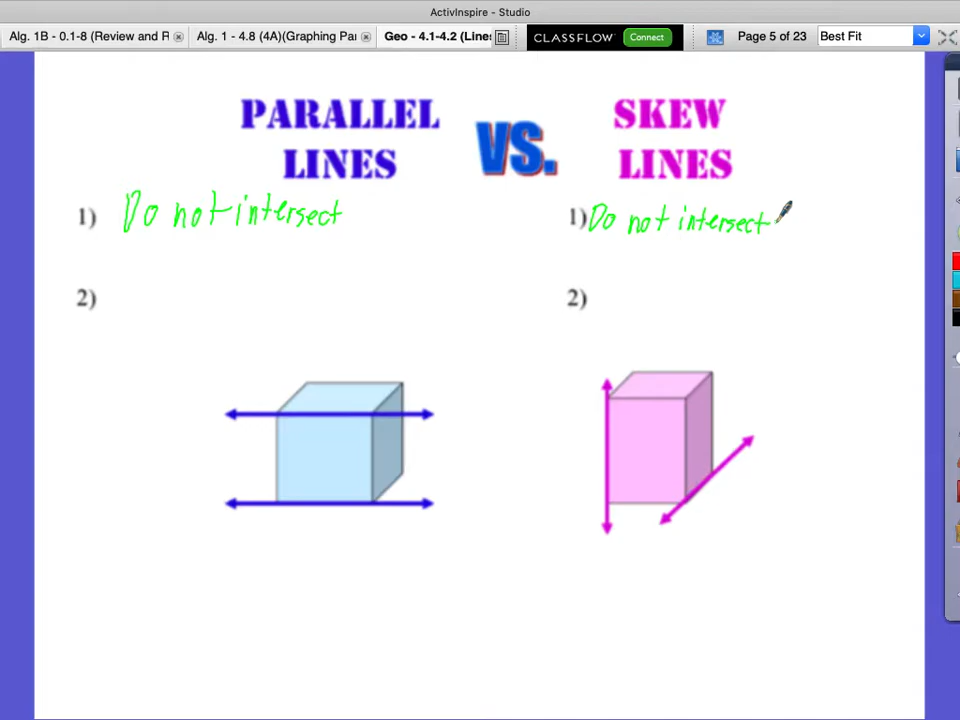 ActivInspire - Studio
Alg. 1B - 0.1-8 (Review and R
Alg. 1 - 4.8 (4A)(Graphing Pa
Geo - 4.1-4.2 (Line
CLASSFLOW
Connect
Page 5 of 23
Best Fit
PARALLEL
LINES
VS.
SKEW
LINES
1) Do not intersect
1) Do not intersect
2)
2)